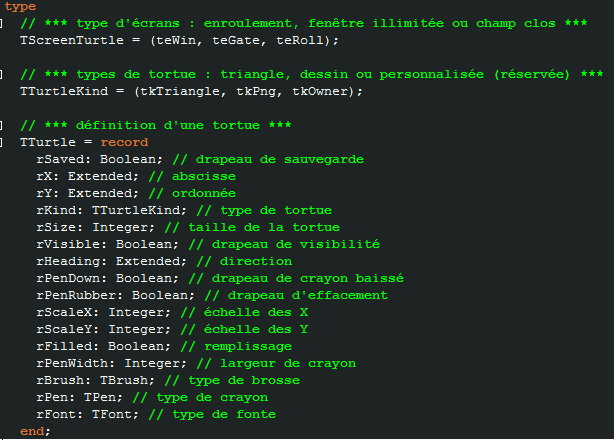 type
// *** type d'écrans : enroulement, fenêtre illimitée ou champ clos ***
TScreenTurtle = (teWin, teGate, teRoll);
// *** types de tortue : triangle, dessin ou personnalisée (réservée) ***
TTurtleKind = (tkTriangle, tkPng, tkOwner);
// *** définition d'une tortue ***
TTurtle = record
rSaved: Boolean; // drapeau de sauvegarde
rX: Extended; // abscisse
rY: Extended; // ordonnée
rKind: TTurtleKind; // type de tortue
rSize: Integer; // taille de la tortue
rVisible: Boolean; // drapeau de visibilité
rHeading: Extended; // direction
rPenDown: Boolean; // drapeau de crayon baissé
rPenRubber: Boolean; // drapeau d'effacement
rScaleX: Integer; // échelle des X
rScaleY: Integer; // échelle des Y
rFilled: Boolean; // remplissage
rPenWidth: Integer; // largeur de crayon
rBrush: TBrush; // type de brosse
rPen: TPen; // type de crayon
rFont: TFont; // type de fonte
end;